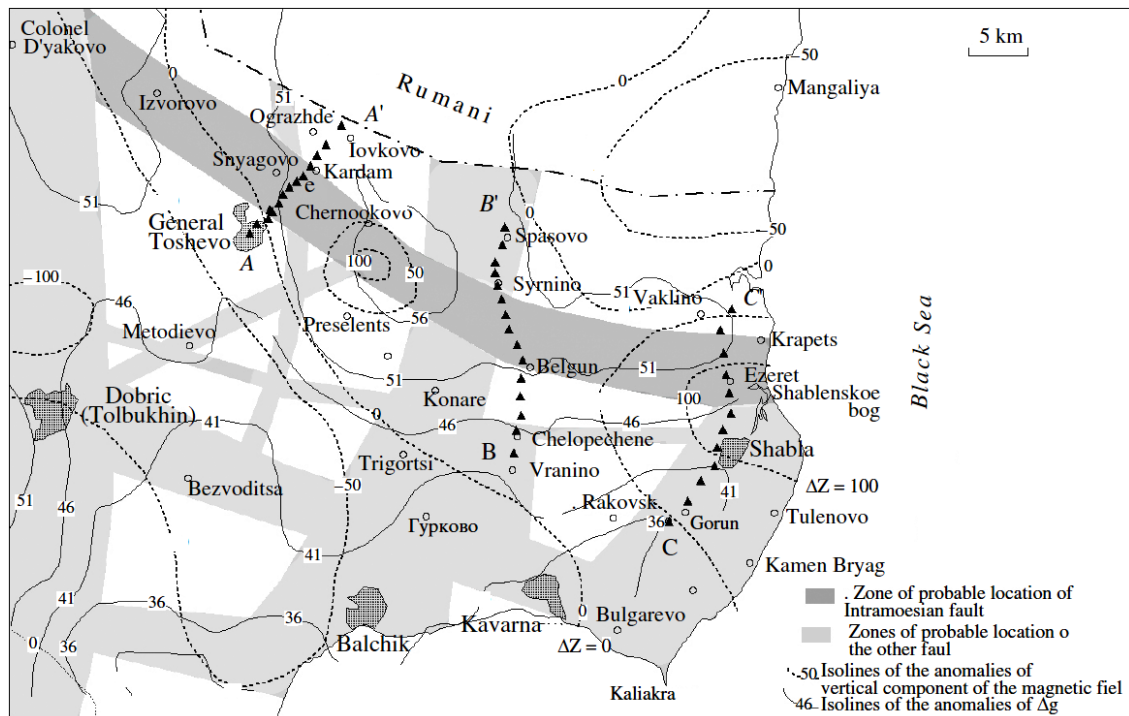 Colonel
D'yakovo
0
–50
5 km
Izvorovo
51
Rumani
0
Mangaliya
Ograzhde
A'
Iovkovo
Snyagovo
Kardam
e
51
B'
0
–50
General
Toshevo
Chernookovo
Spasovo
A
100
50
0
–100
Syrnino
51
Vaklino
C"
46
56
Metodievo
Preselents
Krapets
Black Sea
Belgun
51
Ezeret
51
Dobric
(Tolbukhin)
Konare
100
Shablenskoe
bog
41
0
46
46
Chelopechene
Shabla
B
Trigortsi
Vranino
Bezvoditsa
–50
41
ΔZ = 100
51
46
Rakovsk.
36
Gorun
Tulenovo
Гурково
C
41
41
Kamen Bryag
41
36
36
. Zone of probable location of
Intramoesian fault
0
Bulgarevo
36
Kavarna
Zones of probable location o
the other faul
0
36
Balchik
ΔZ = 0
–50
Isolines of the anomalies of
vertical component of the magnetic fiel
Kaliakra
46
Isolines of the anomalies of Δg